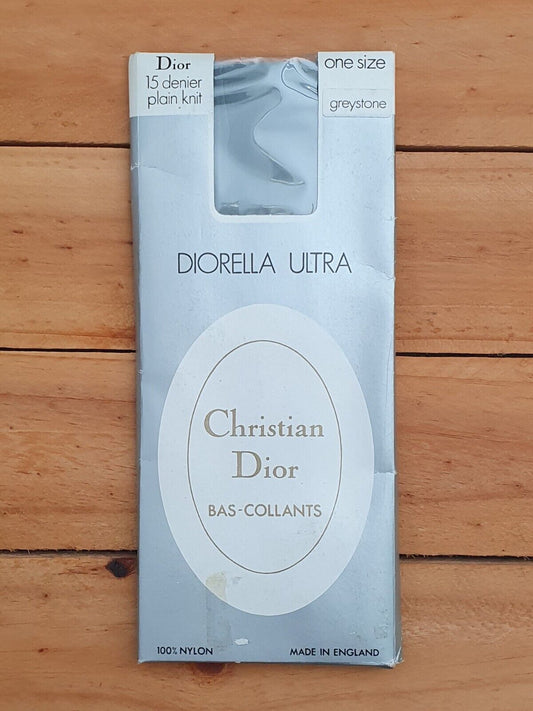 Dior
15 denier
plain knit
one size
greystone
DIORELLA ULTRA
Christian
Dior
BAS-COLLANTS
100% NYLON
MADE IN ENGLAND